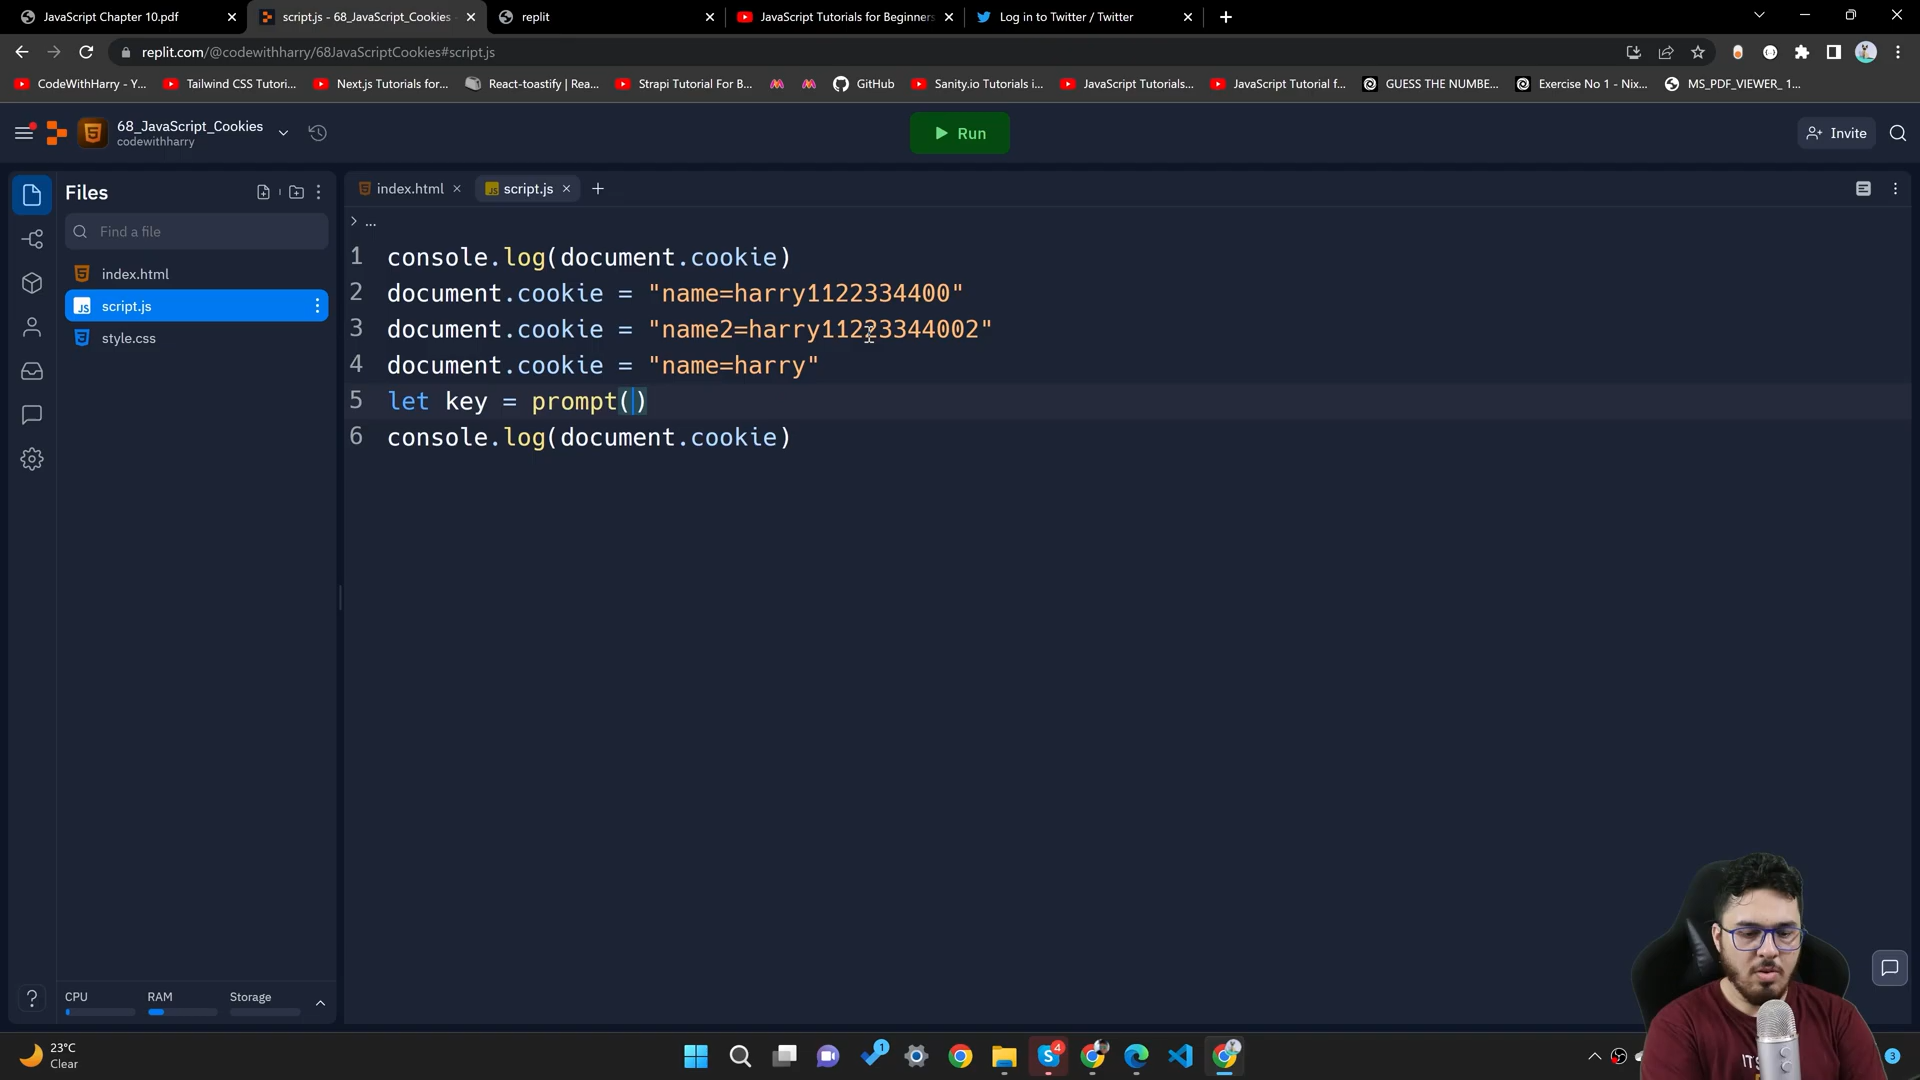 JavaScript Chapter 10.pdf
script.js - 68_JavaScript_Cookies
replit
JavaScript Tutorials for Beginners
Log in to Twitter / Twitter
replit.com/@codewithharry/68JavaScriptCookies#script.js
CodeWithHarry - Y...
Tailwind CSS Tutori...
Next.js Tutorials for...
React-toastify | Rea...
Strapi Tutorial For B...
GitHub
Sanity.io Tutorials i...
JavaScript Tutorials...
JavaScript Tutorial f...
GUESS THE NUMBE...
Exercise No 1 - Nix...
MS_PDF_VIEWER_ 1...
68_JavaScript_Cookies
codewithharry
Run
Invite
Files
index.html
script.js
Find a file
...
index.html
script.js
style.css
1 console.log(document.cookie)
2 document.cookie = "name=harry1122334400"
3 document.cookie = "name2=harry11223344002"
4 document.cookie = "name=harry"
5 let key = prompt()
6 console.log(document.cookie)
CPU
RAM
Storage
?
23°C
Clear
1
4
3